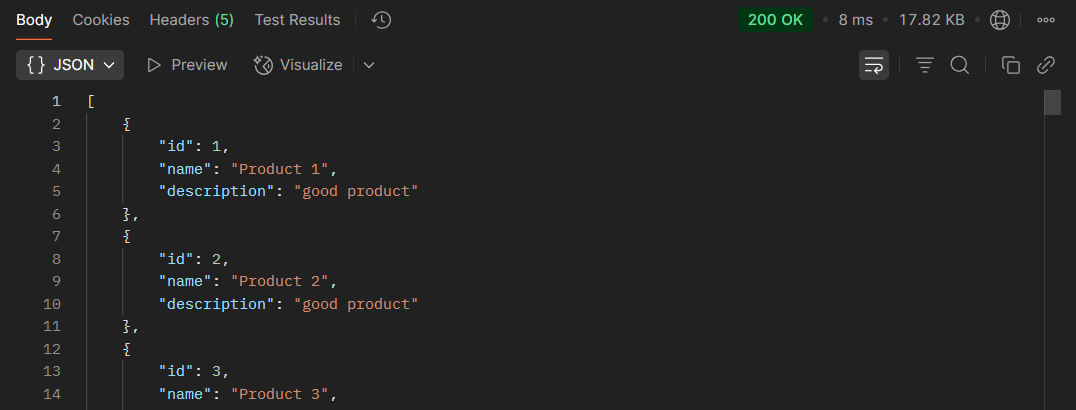 Body Cookies Headers (5) Test Results 200 OK • 8 ms • 17.82 KB •
{} JSON Preview Visualize
1 [
2 {
3 "id": 1,
4 "name": "Product 1",
5 "description": "good product"
6 },
7 {
8 "id": 2,
9 "name": "Product 2",
10 "description": "good product"
11 },
12 {
13 "id": 3,
14 "name": "Product 3",